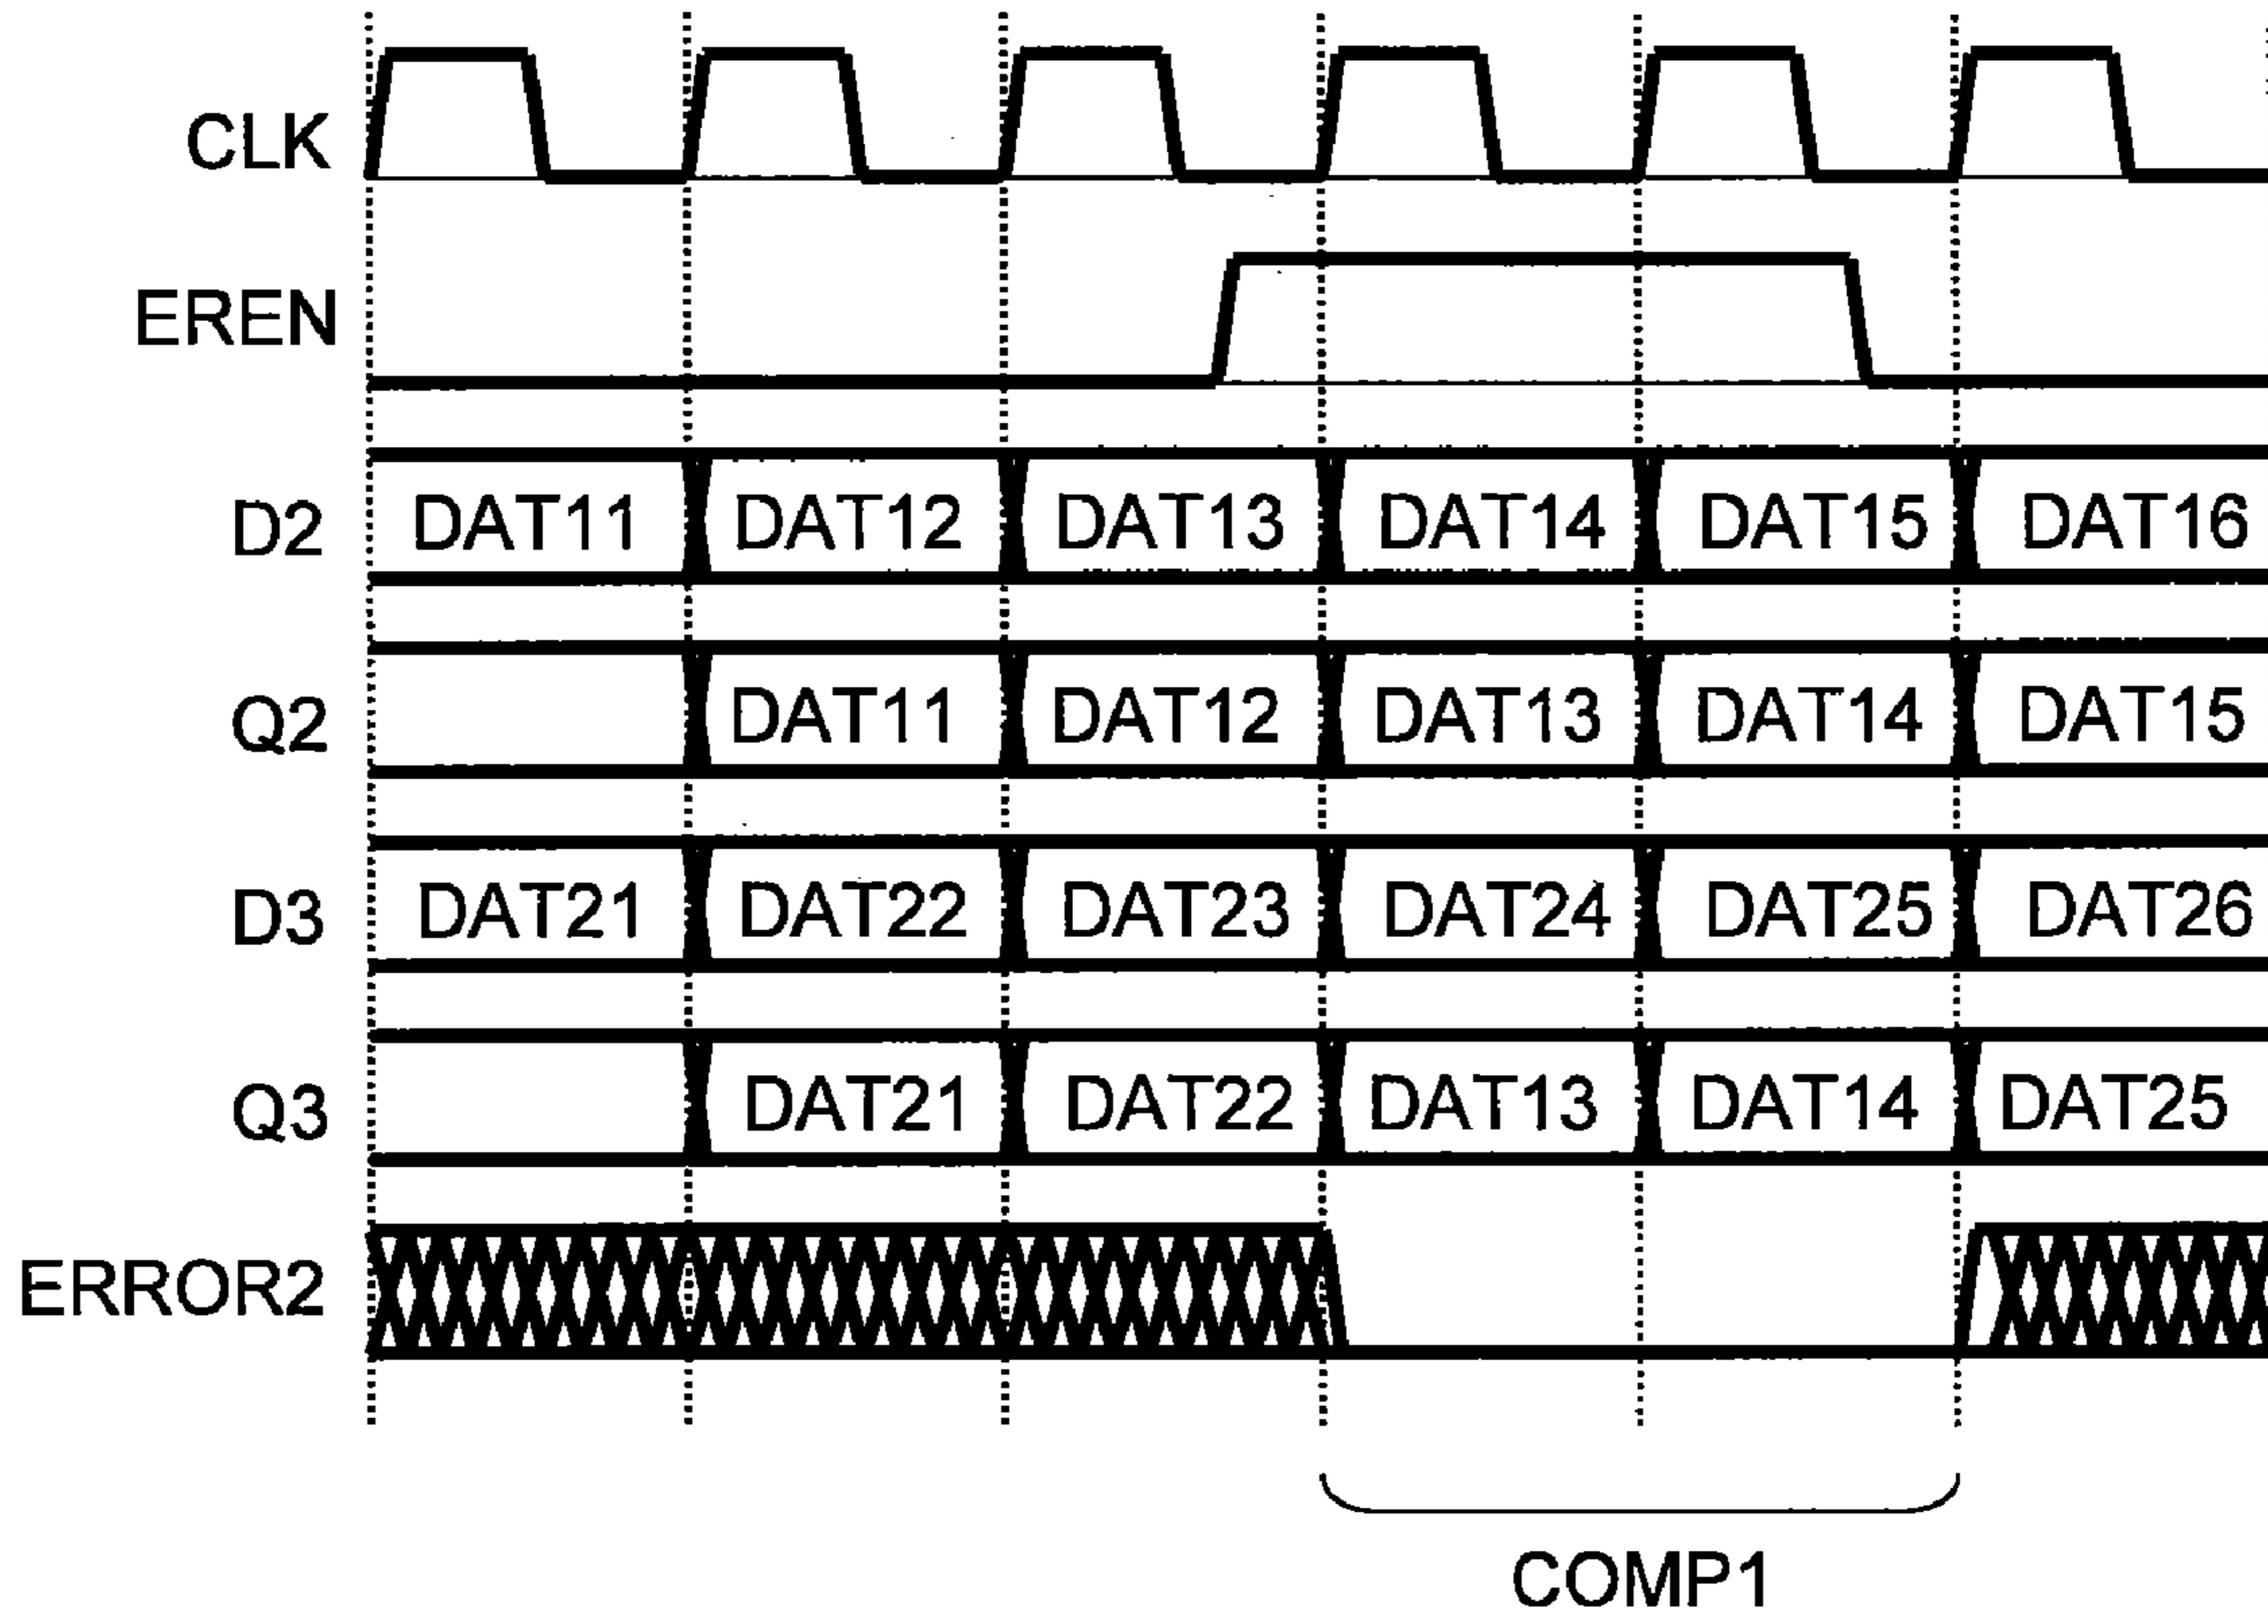 CLK
EREN
D2 DAT11 DAT12 DAT13 DAT14 DAT15 DAT16
Q2 DAT11 DAT12 DAT13 DAT14 DAT15
D3 DAT21 DAT22 DAT23 DAT24 DAT25 DAT26
Q3 DAT21 DAT22 DAT13 DAT14 DAT25
ERROR2
COMP1